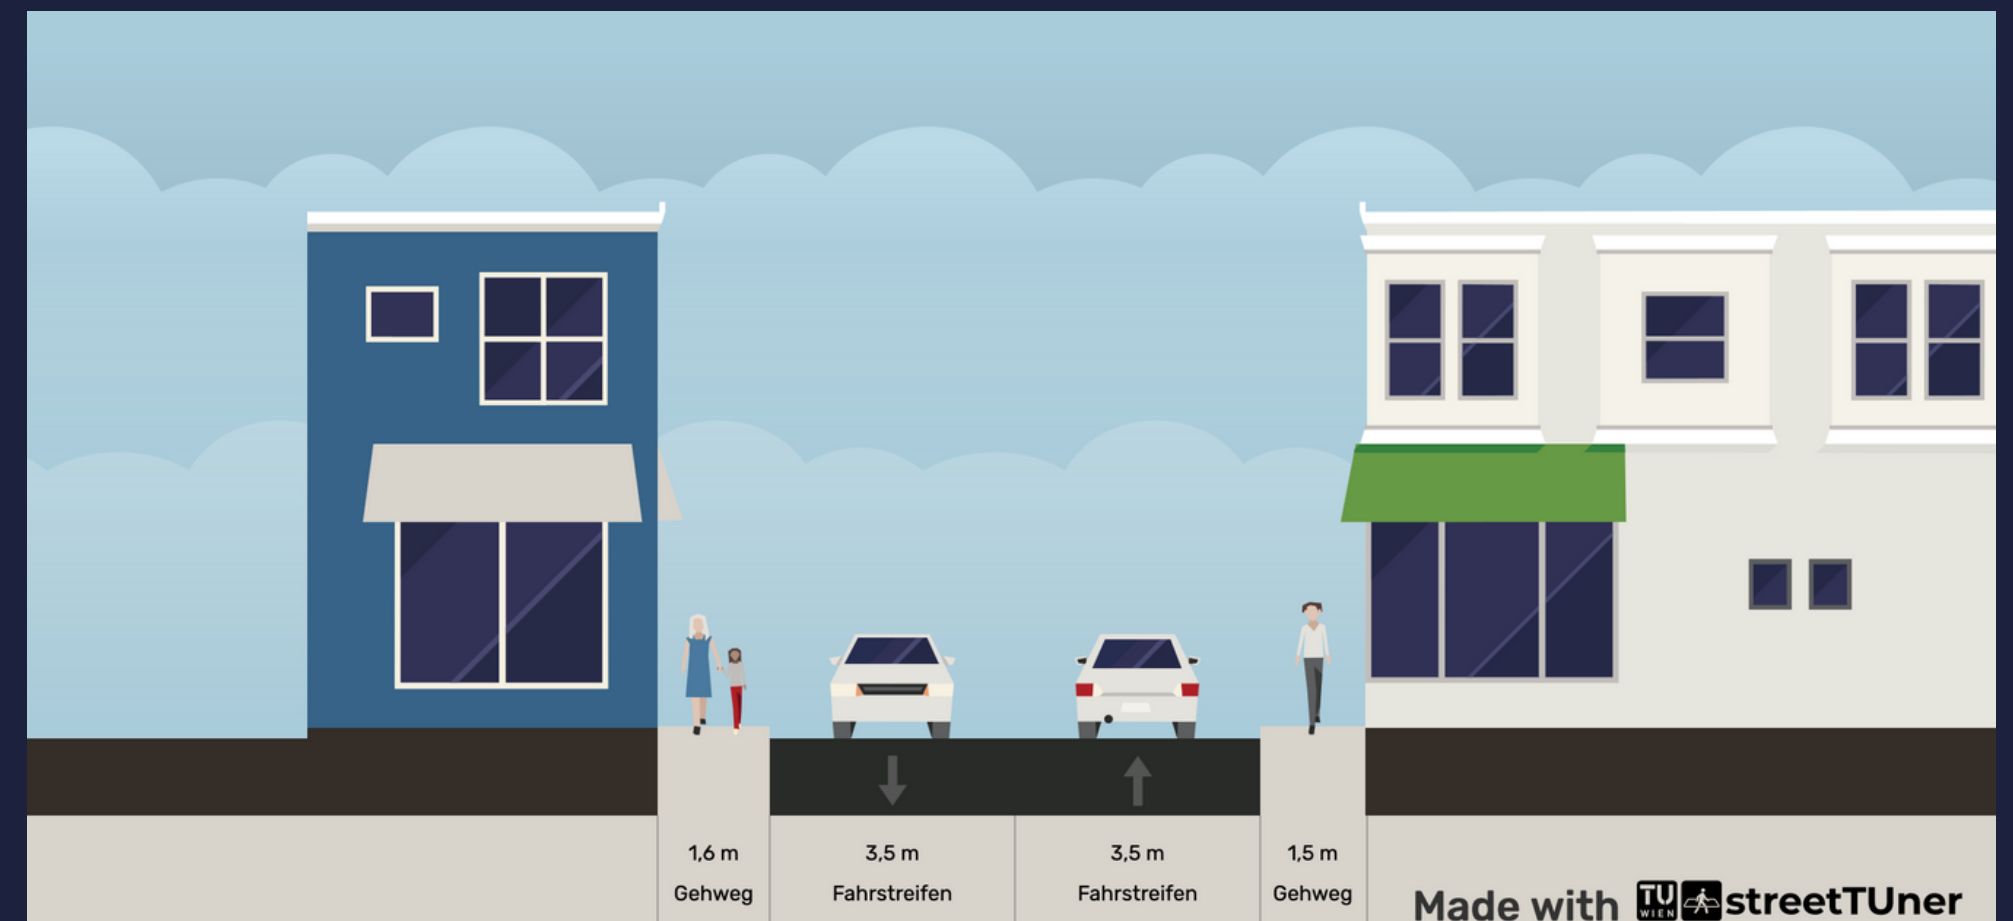 1,6 m
Gehweg
3,5 m
Fahrstreifen
3,5 m
Fahrstreifen
1,5 m
Gehweg
Made with TU WIEN streetTUner